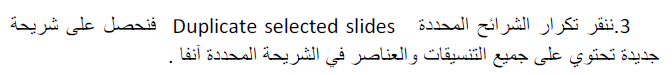 3.ننقر تكرار الشرائح المحددة Duplicate selected slides فنحصل على شريحة
جديدة تحتوي على جميع التنسيقات والعناصر في الشريحة المحددة آنفا .